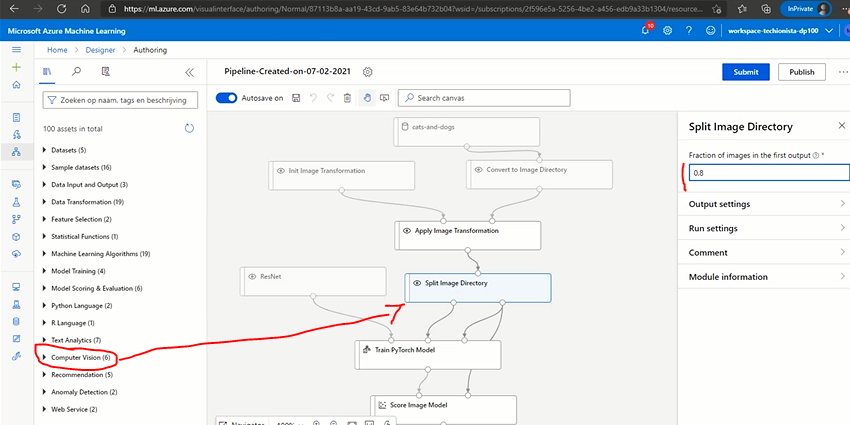 https://ml.azure.com/visualinterface/authoring/Normal/87113b8a-aa19-43cd-9ab5-83e64b732b04?wsid=/subscriptions/2f596e5a-5256-4be2-a456-edb9a33b1304/resource...
InPrivate
Microsoft Azure Machine Learning
10
workspace-techionista-dp100
Home > Designer > Authoring
Pipeline-Created-on-07-02-2021
Submit
Publish
Zoeken op naam, tags en beschrijving
Autosave on
Search canvas
100 assets in total
Datasets (5)
Sample datasets (16)
Data Input and Output (3)
Data Transformation (19)
Feature Selection (2)
Statistical Functions (1)
Machine Learning Algorithms (19)
Model Training (4)
Model Scoring & Evaluation (6)
Python Language (2)
R Language (1)
Text Analytics (7)
Computer Vision (6)
Recommendation (5)
Anomaly Detection (2)
Web Service (2)
cats-and-dogs
Init Image Transformation
Convert to Image Directory
Apply Image Transformation
ResNet
Split Image Directory
Train PyTorch Model
Score Image Model
Navigator
100%
Split Image Directory
Fraction of images in the first output *
0.8
Output settings
Run settings
Comment
Module information